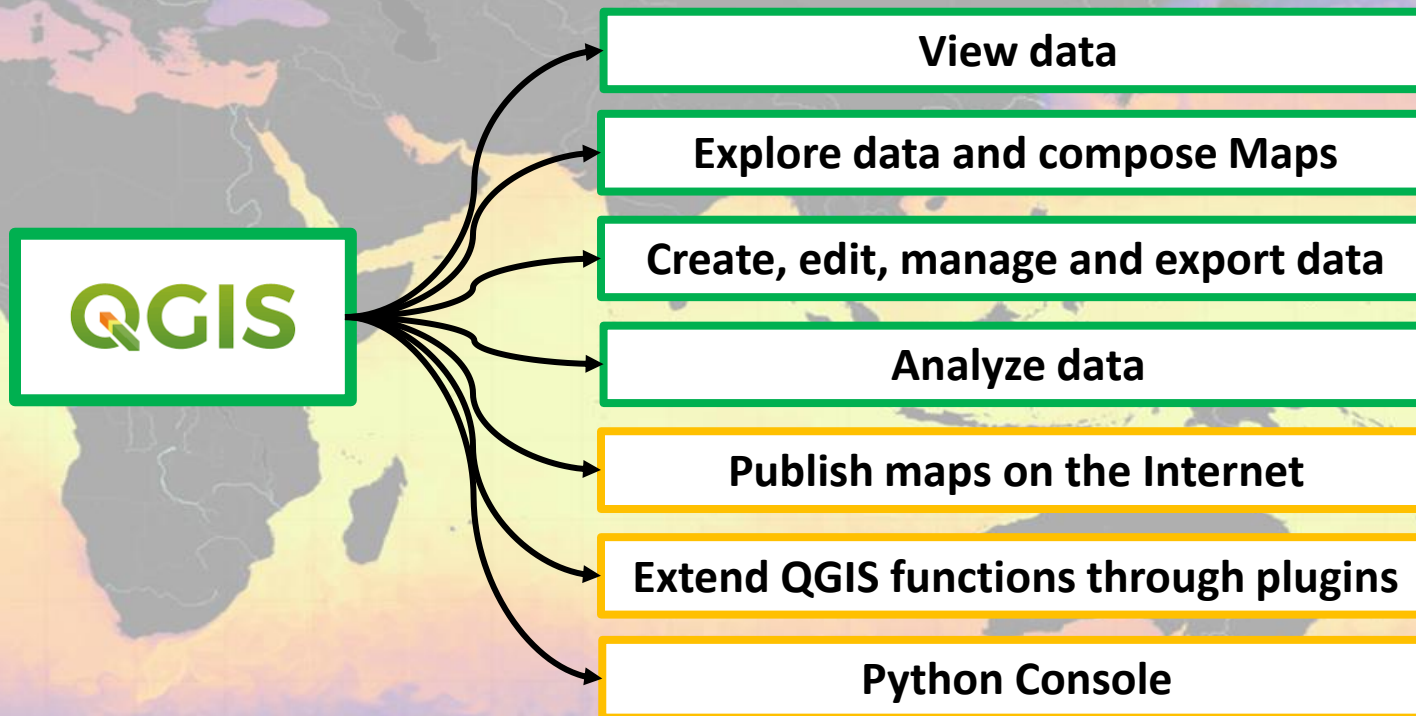 View data
Explore data and compose Maps
Create, edit, manage and export data
QGIS
Analyze data
Publish maps on the Internet
Extend QGIS functions through plugins
Python Console